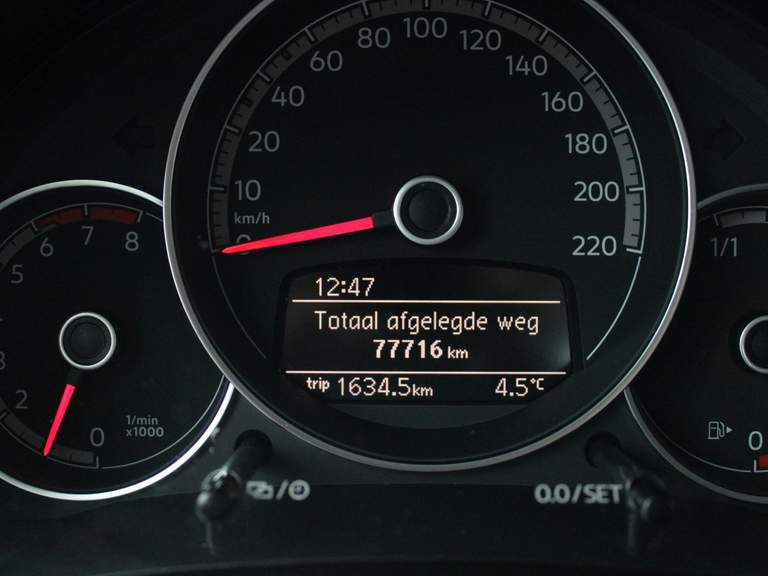 80 100 120
60 140
40 160
20 180
10 200
km/h
0 220
12:47
Totaal afgelegde weg
77716 km
trip 1634.5km 4.5°C
5 6 7 8
3
2
0
1/min
x1000
1/1
0
0.0/SET